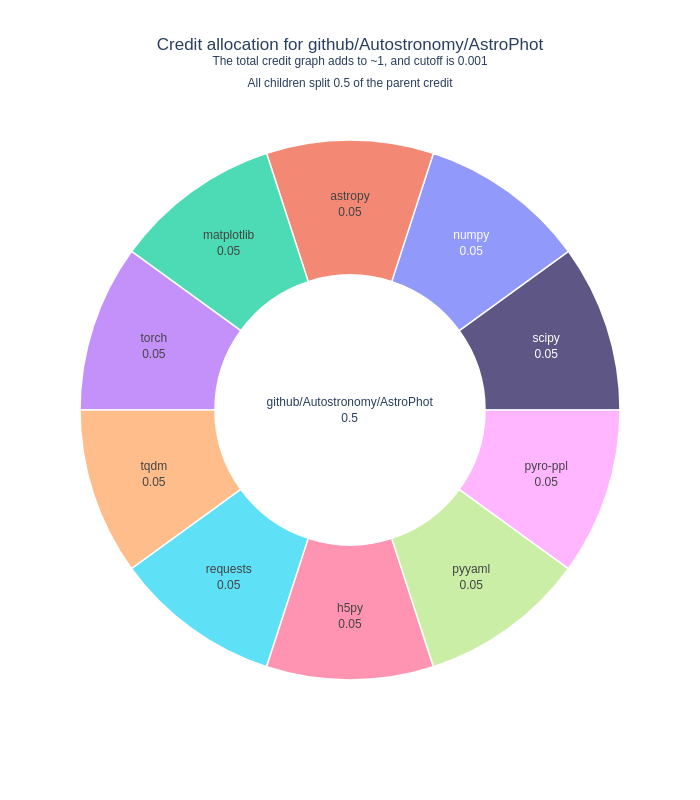 Credit allocation for github/Autostronomy/AstroPhot
The total credit graph adds to ~1, and cutoff is 0.001
All children split 0.5 of the parent credit
astropy
0.05
matplotlib
0.05
numpy
0.05
torch
0.05
scipy
0.05
github/Autostronomy/AstroPhot
0.5
tqdm
0.05
pyro-ppl
0.05
requests
0.05
pyyaml
0.05
h5py
0.05